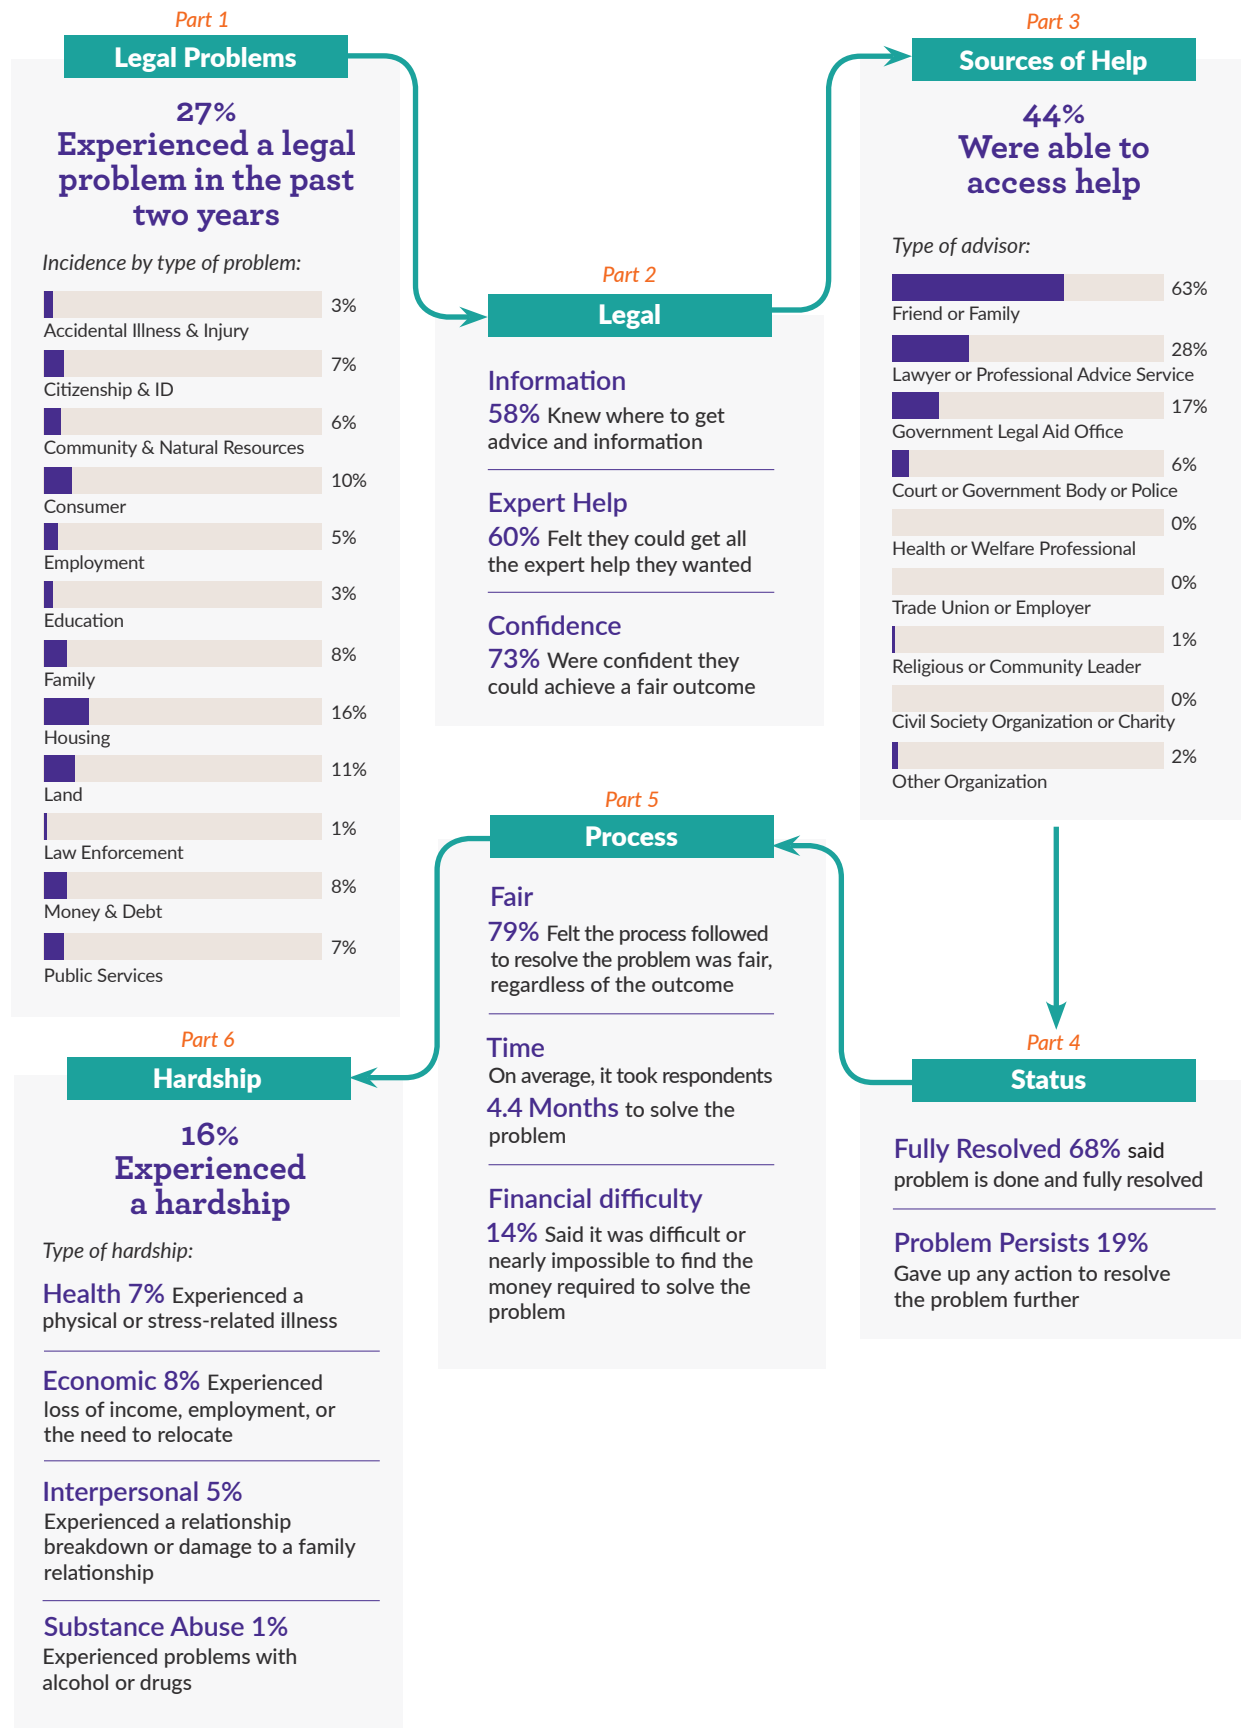 Part 1
Legal Problems
27%
Experienced a legal
problem in the past
two years
Incidence by type of problem:
3%
Accidental Illness & Injury
7%
Citizenship & ID
6%
Community & Natural Resources
10%
Consumer
5%
Employment
3%
Education
8%
Family
16%
Housing
11%
Land
1%
Law Enforcement
8%
Money & Debt
7%
Public Services
Part 2
Legal
Information
58% Knew where to get
advice and information
Expert Help
60% Felt they could get all
the expert help they wanted
Confidence
73% Were confident they
could achieve a fair outcome
Part 3
Sources of Help
44%
Were able to
access help
Type of advisor:
63%
Friend or Family
28%
Lawyer or Professional Advice Service
17%
Government Legal Aid Office
6%
Court or Government Body or Police
0%
Health or Welfare Professional
0%
Trade Union or Employer
1%
Religious or Community Leader
0%
Civil Society Organization or Charity
2%
Other Organization
Part 4
Status
Fully Resolved 68% said
problem is done and fully resolved
Problem Persists 19%
Gave up any action to resolve
the problem further
Part 5
Process
Fair
79% Felt the process followed
to resolve the problem was fair,
regardless of the outcome
Time
On average, it took respondents
4.4 Months to solve the
problem
Financial difficulty
14% Said it was difficult or
nearly impossible to find the
money required to solve the
problem
Part 6
Hardship
16%
Experienced
a hardship
Type of hardship:
Health 7% Experienced a
physical or stress-related illness
Economic 8% Experienced
loss of income, employment, or
the need to relocate
Interpersonal 5%
Experienced a relationship
breakdown or damage to a family
relationship
Substance Abuse 1%
Experienced problems with
alcohol or drugs